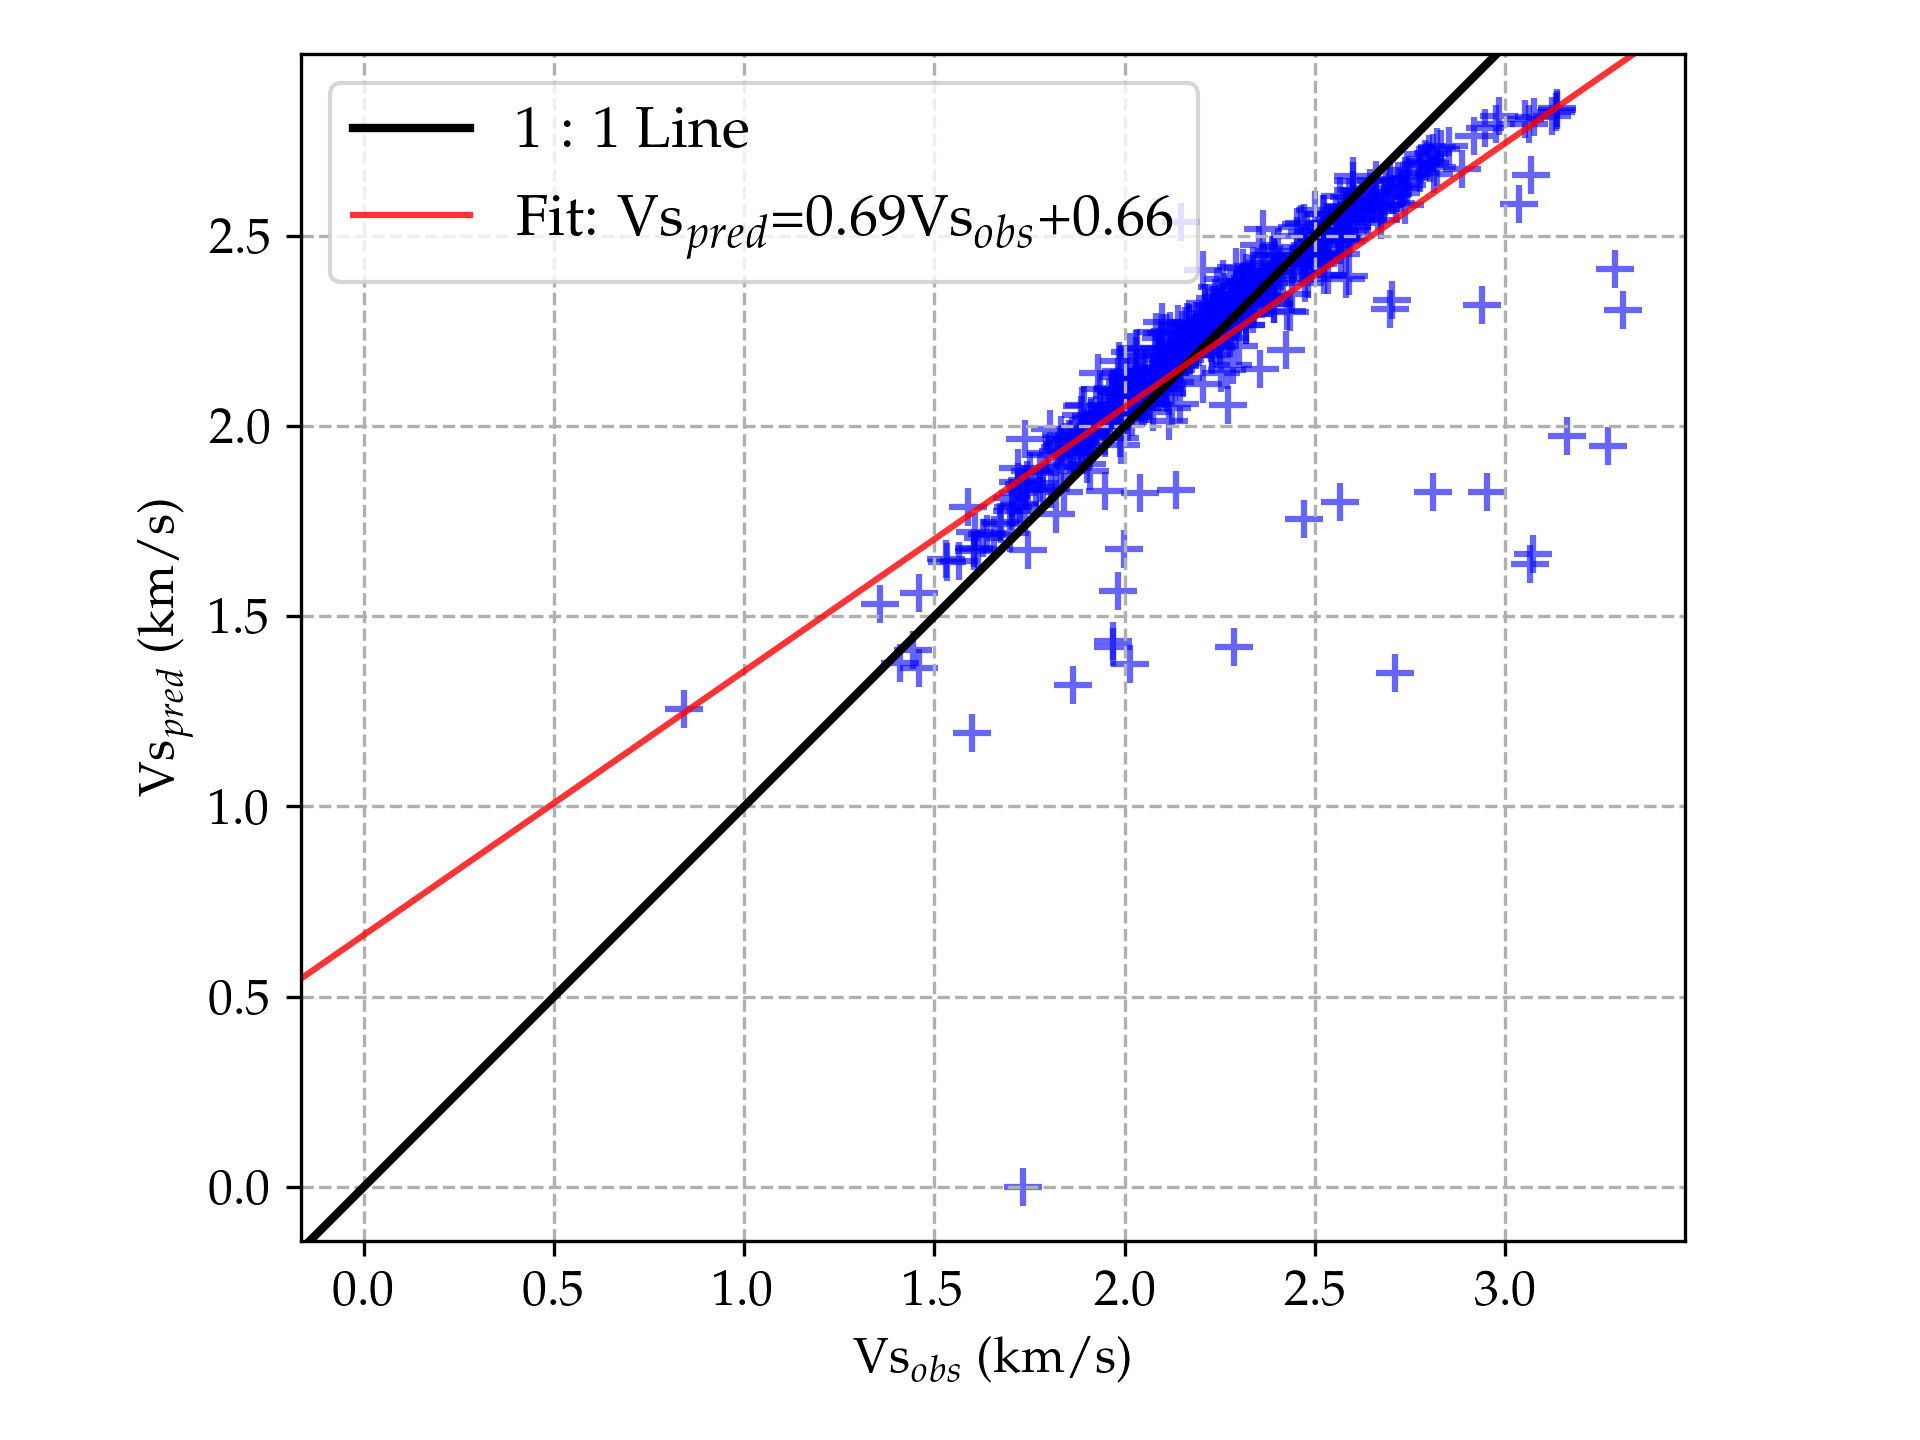 1 : 1 Line
Fit: Vs_pred=0.69Vs_obs+0.66
Vs_pred (km/s)
2.5
2.0
1.5
1.0
0.5
0.0
0.0 0.5 1.0 1.5 2.0 2.5 3.0
Vs_obs (km/s)